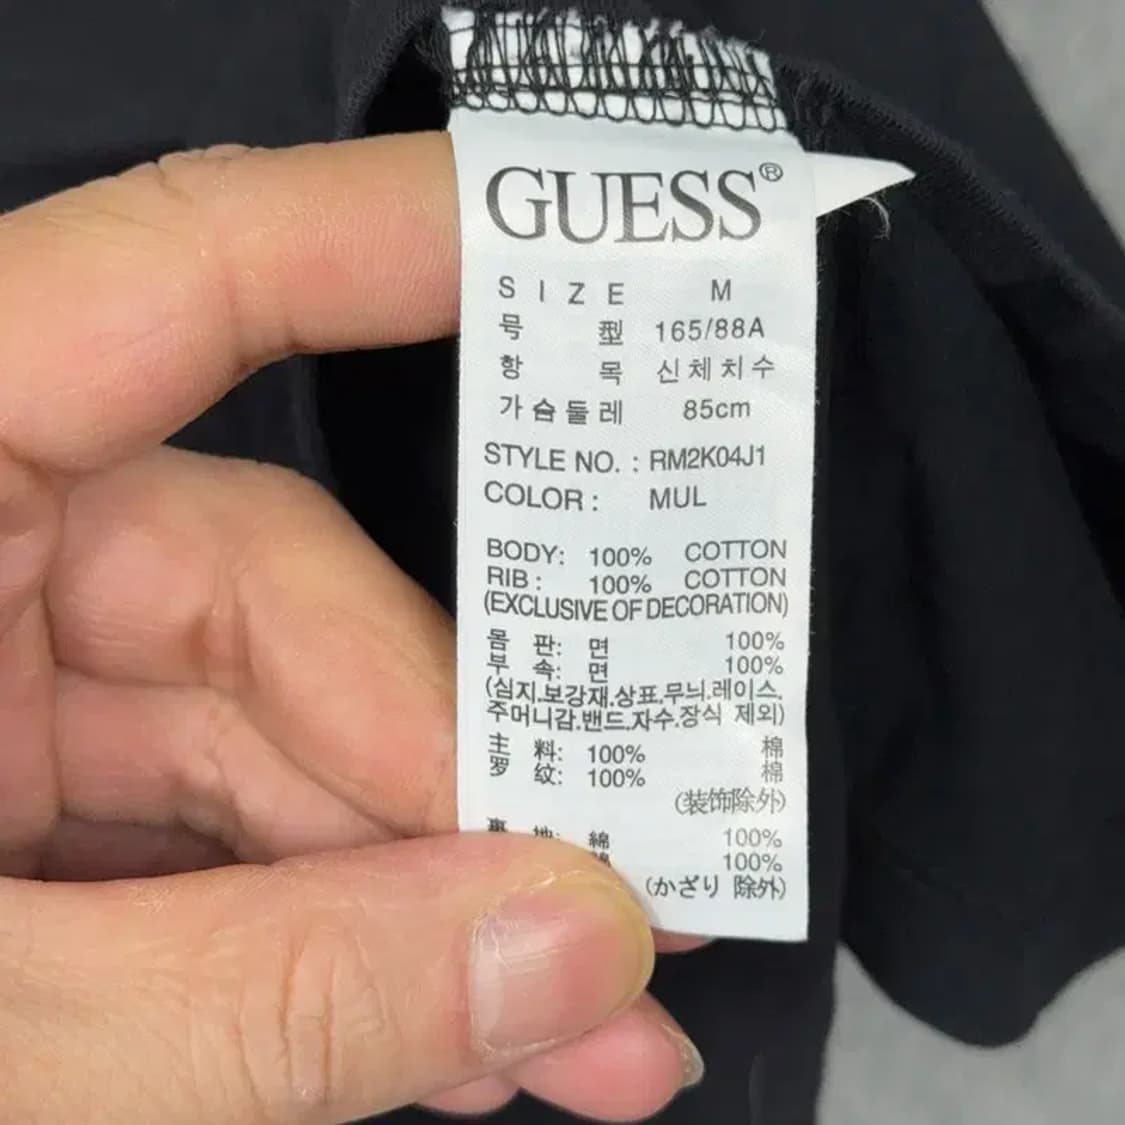 GUESS®
SIZE M
号 型 165/88A
항 목 신체치수
가슴둘레 85cm
STYLE NO. : RM2K04J1
COLOR : MUL
BODY: 100% COTTON
RIB : 100% COTTON
(EXCLUSIVE OF DECORATION)
몸 판: 면 100%
부 속: 면 100%
(심지.보강재.상표.무늬.레이스.
주머니감.밴드.자수.장식 제외)
主 料: 100% 棉
罗 纹: 100% 棉
(装饰除外)
裏 地: 綿 100%
綿 100%
(かざり 除外)